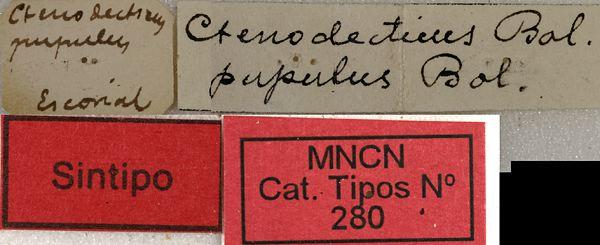 Ctenodecticus
pupulus
Escorial
Ctenodecticus Bol.
pupulus Bol.
Sintipo
MNCN
Cat. Tipos Nº
280